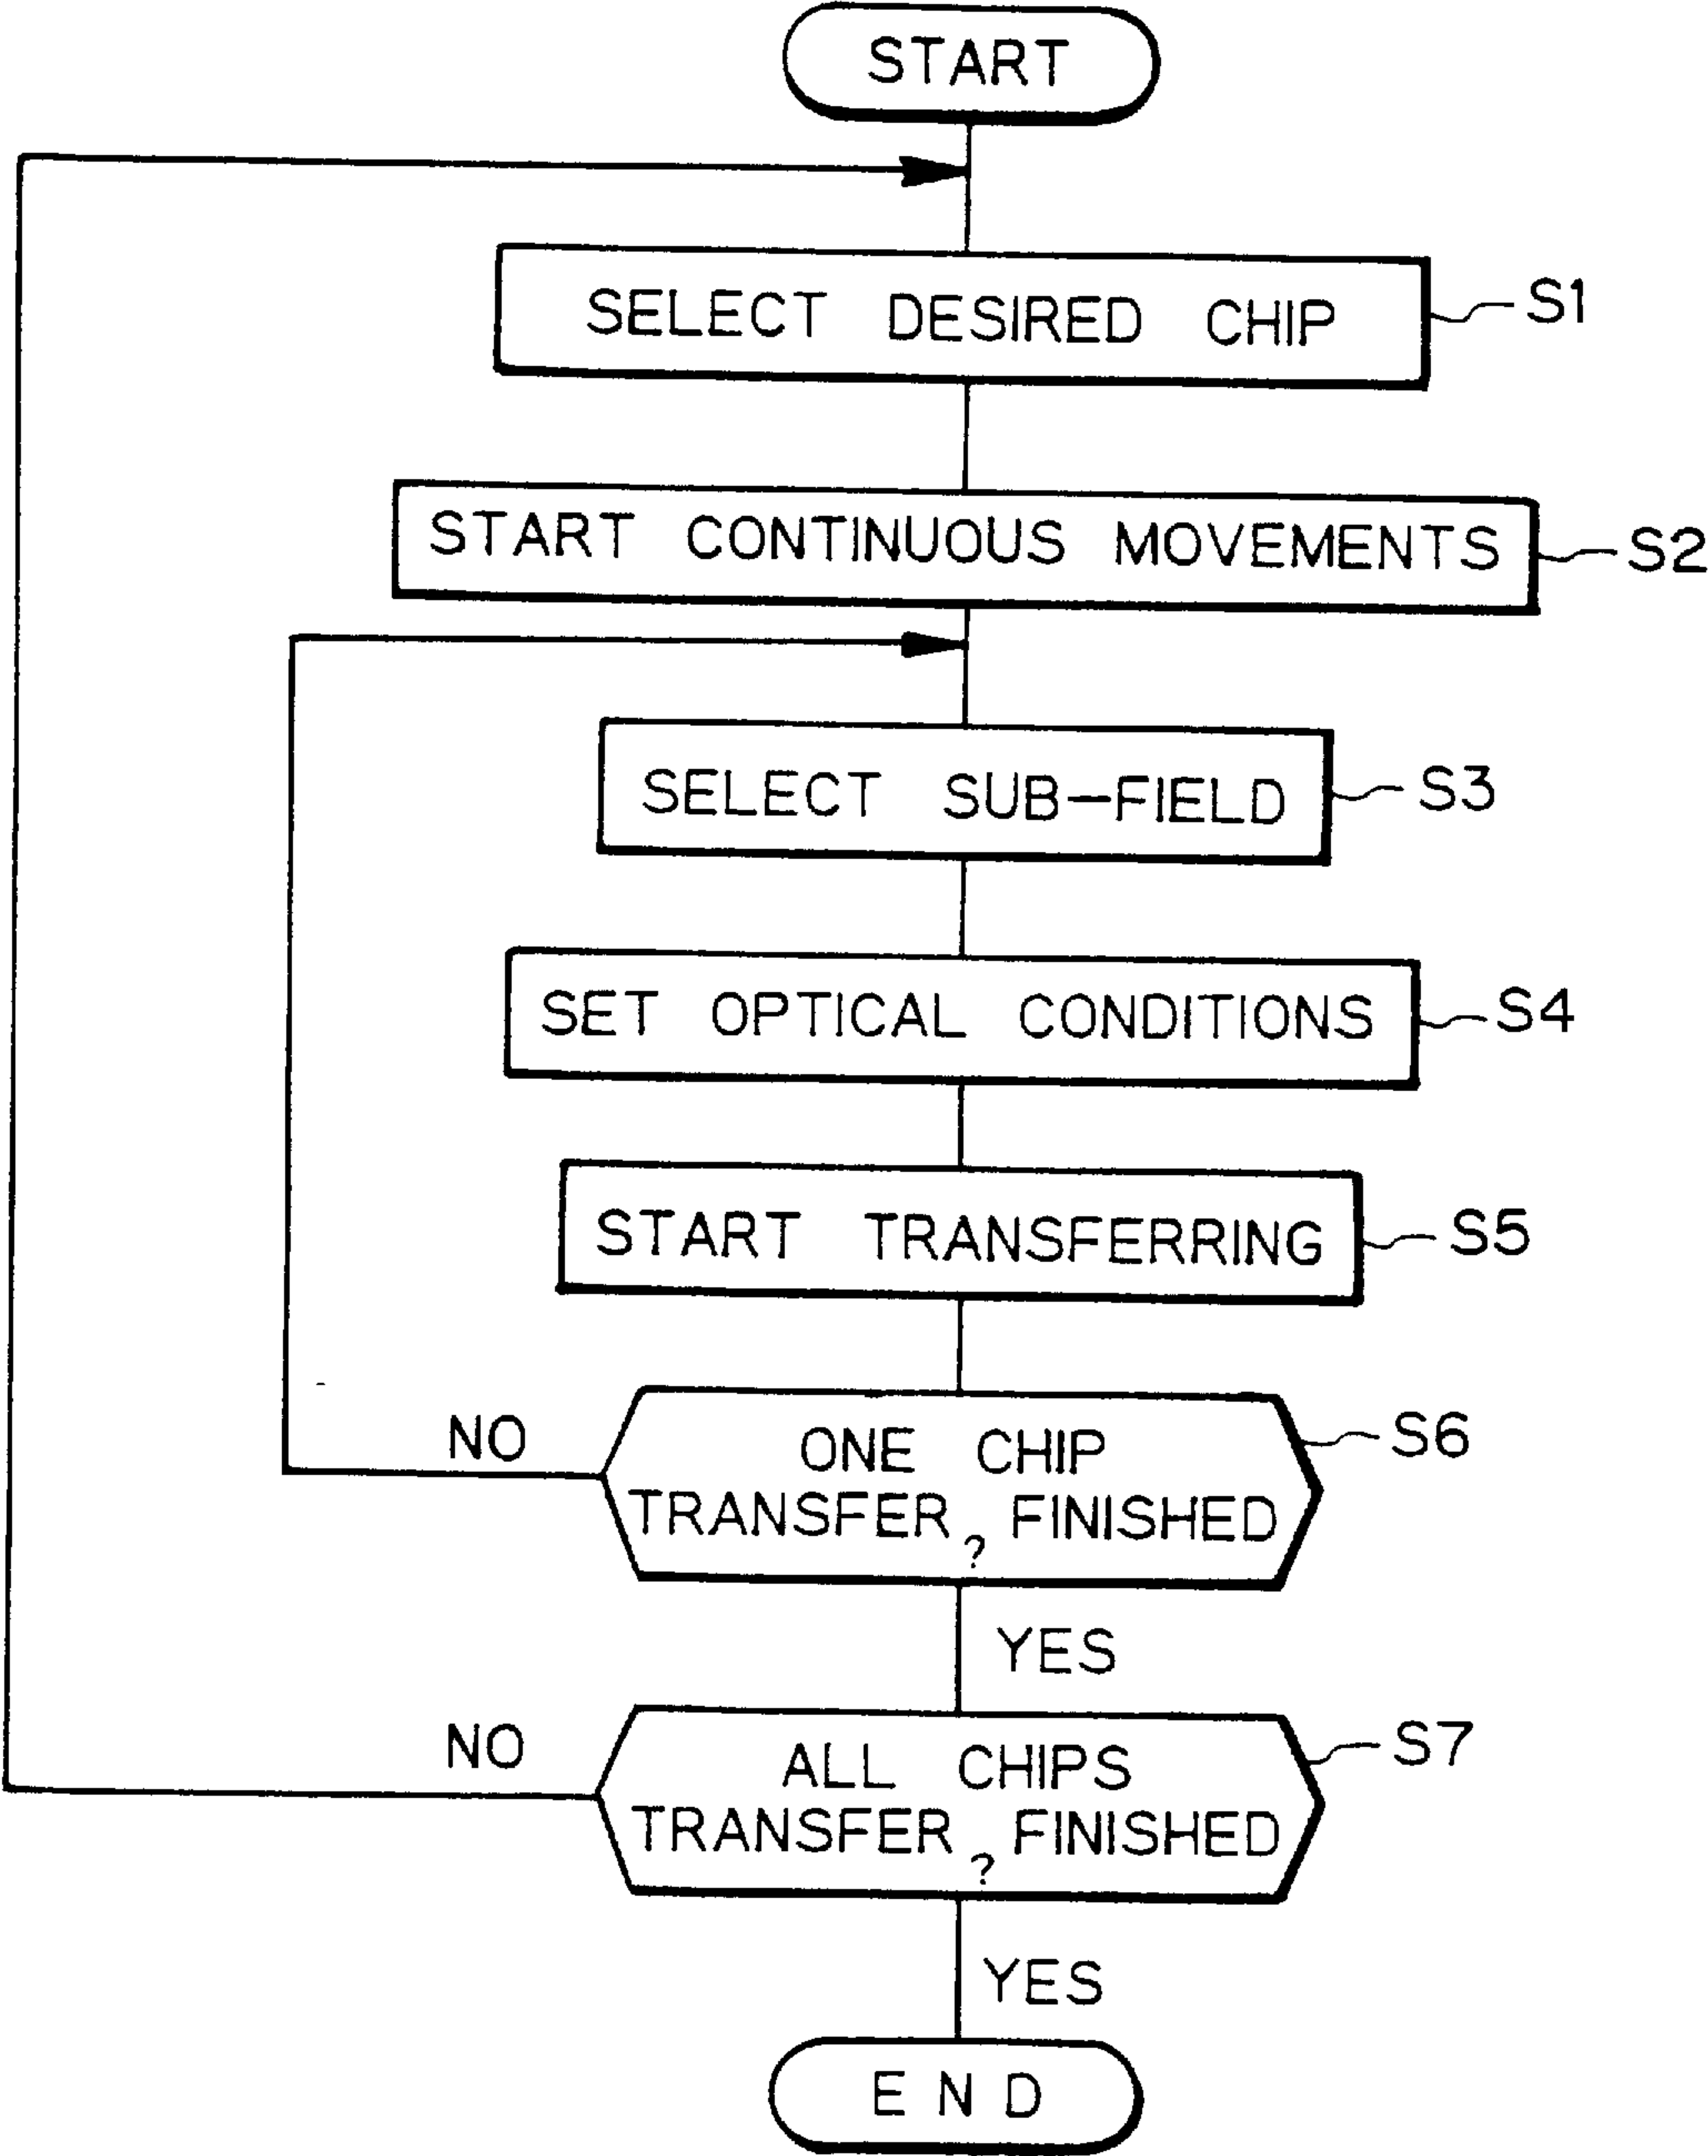 START
SELECT DESIRED CHIP
S1
START CONTINUOUS MOVEMENTS
S2
SELECT SUB-FIELD
S3
SET OPTICAL CONDITIONS
S4
START TRANSFERRING
S5
NO
ONE CHIP
TRANSFER FINISHED
?
S6
YES
NO
ALL CHIPS
TRANSFER FINISHED
?
S7
YES
END